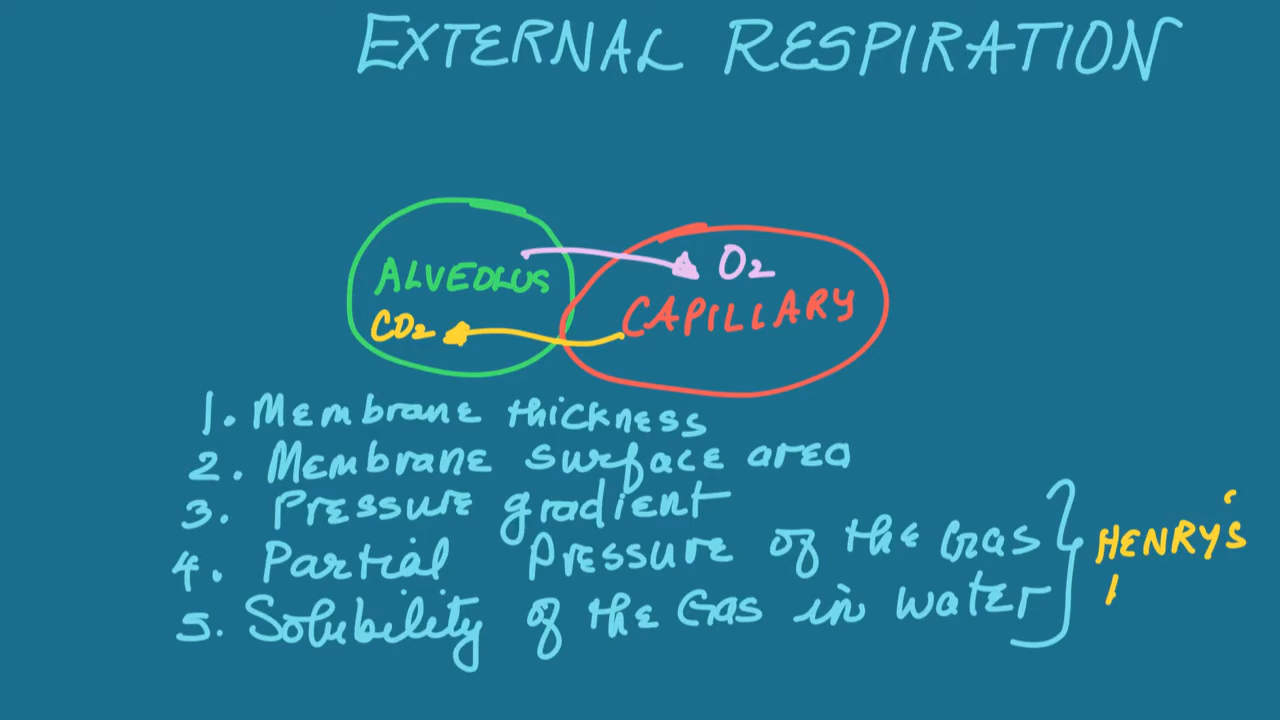 EXTERNAL RESPIRATION
ALVEOLUS
O2
CO2
CAPILLARY
1. Membrane thickness
2. Membrane surface area
3. Pressure gradient
4. Partial Pressure of the Gas
5. Solubility of the Gas in water
HENRY'S